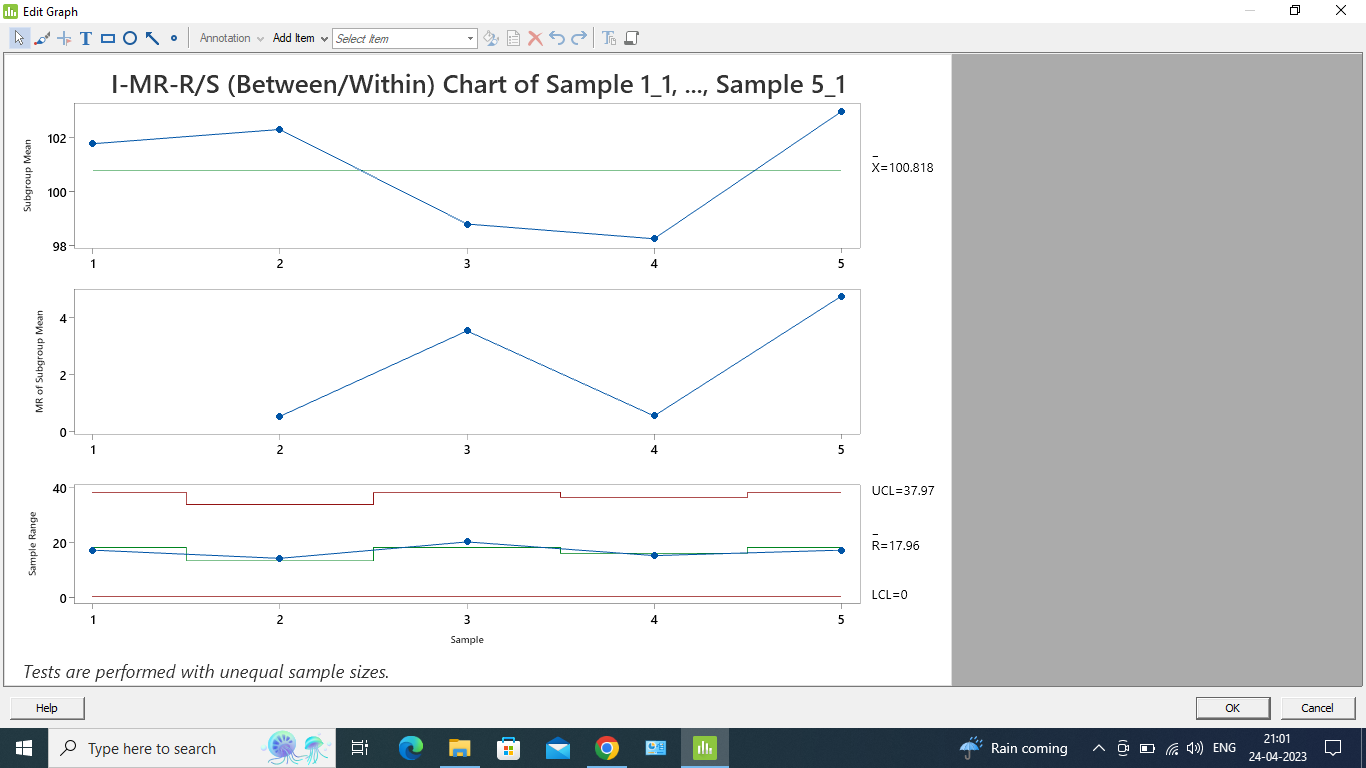 Edit Graph
T Annotation Add Item Select Item
I-MR-R/S (Between/Within) Chart of Sample 1_1, ..., Sample 5_1
Subgroup Mean
102
100
98
1 2 3 4 5
X=100.818
MR of Subgroup Mean
4
2
0
1 2 3 4 5
Sample Range
40
20
0
1 2 3 4 5
Sample
UCL=37.97
R=17.96
LCL=0
Tests are performed with unequal sample sizes.
Help OK Cancel
Type here to search
Rain coming
ENG
21:01
24-04-2023